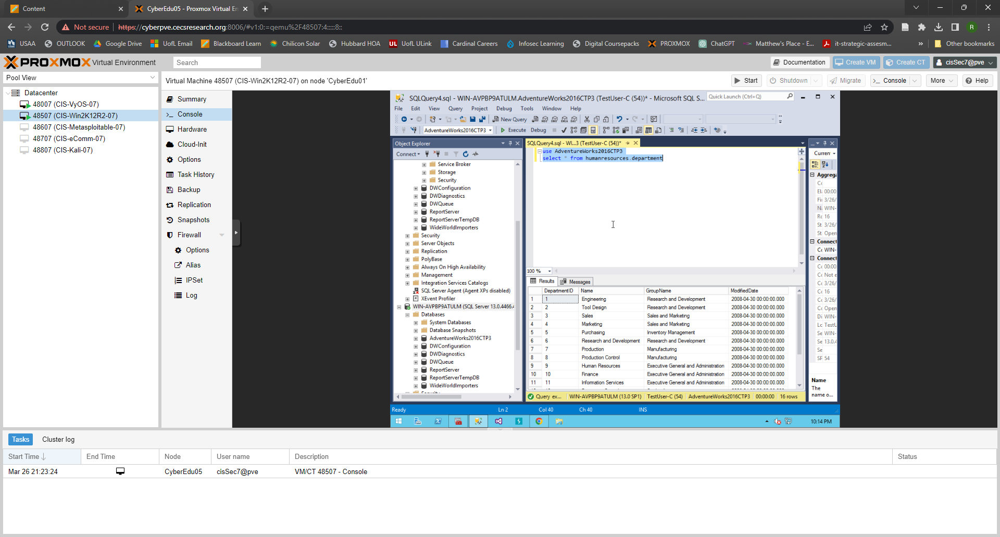 Content
CyberEdu05 - Proxmox Virtual En
Not secure https://cyberpve.cecsresearch.org:8006/#v1:0:=qemu%2F48507:4:::::8::
R
USAA OUTLOOK Google Drive UofL Email Blackboard Learn Chilicon Solar Hubbard HOA UL UofL ULink Cardinal Careers Infosec Learning Digital Coursepacks PROXMOX ChatGPT Matthew's Place - E... it-strategic-assesm... » Other bookmarks
PROXMOX Virtual Environment Search Documentation Create VM Create CT cisSec7@pve
Pool View
Virtual Machine 48507 (CIS-Win2K12R2-07) on node 'CyberEdu01' Start Shutdown Migrate Console More Help
Datacenter
48007 (CIS-VyOS-07)
48507 (CIS-Win2K12R2-07)
48607 (CIS-Metasploitable-07)
48707 (CIS-eComm-07)
48807 (CIS-Kali-07)
Summary
Console
Hardware
Cloud-Init
Options
Task History
Backup
Replication
Snapshots
Firewall
Options
Alias
IPSet
Log
SQLQuery4.sql - WIN-AVPBP9ATULM.AdventureWorks2016CTP3 (TestUser-C (54))* - Microsoft SQL S... Quick Launch (Ctrl+Q)
File Edit View Query Project Debug Tools Window Help
New Query
AdventureWorks2016CTP3 Execute Debug
Object Explorer
Connect
Service Broker
Storage
Security
DWConfiguration
DWDiagnostics
DWQueue
ReportServer
ReportServerTempDB
WideWorldImporters
Security
Server Objects
Replication
PolyBase
Always On High Availability
Management
Integration Services Catalogs
SQL Server Agent (Agent XPs disabled)
XEvent Profiler
WIN-AVPBP9ATULM (SQL Server 13.0.4466.4
Databases
System Databases
Database Snapshots
AdventureWorks2016CTP3
DWConfiguration
DWDiagnostics
DWQueue
ReportServer
ReportServerTempDB
WideWorldImporters
SQLQuery4.sql - WI...3 (TestUser-C (54))*
use AdventureWorks2016CTP3
select * from humanresources.department
100 %
Results Messages
DepartmentID Name GroupName ModifiedDate
1 1 Engineering Research and Development 2008-04-30 00:00:00.000
2 2 Tool Design Research and Development 2008-04-30 00:00:00.000
3 3 Sales Sales and Marketing 2008-04-30 00:00:00.000
4 4 Marketing Sales and Marketing 2008-04-30 00:00:00.000
5 5 Purchasing Inventory Management 2008-04-30 00:00:00.000
6 6 Research and Development Research and Development 2008-04-30 00:00:00.000
7 7 Production Manufacturing 2008-04-30 00:00:00.000
8 8 Production Control Manufacturing 2008-04-30 00:00:00.000
9 9 Human Resources Executive General and Administration 2008-04-30 00:00:00.000
10 10 Finance Executive General and Administration 2008-04-30 00:00:00.000
11 11 Information Services Executive General and Administration 2008-04-30 00:00:00.000
Query ex... WIN-AVPBP9ATULM (13.0 SP1) TestUser-C (54) AdventureWorks2016CTP3 00:00:00 16 rows
...
Curren
Aggrega
Co
El 00:00
Fi 3/26/
Na WIN-
Ro 16
St 3/26/
St Open
Connect
Co WIN-
Connect
Co 00:00
Co Not e
Co 3/26/
Co 16
Co 3/26/
Co Open
Di WIN-
Lo TestU
Se WIN-
Se 13.0.4
Se
SP 54
Name
The
name o...
Ready Ln 2 Col 40 Ch 40 INS
10:14 PM
Tasks Cluster log
Start Time End Time Node User name Description Status
Mar 26 21:23:24 CyberEdu05 cisSec7@pve VM/CT 48507 - Console